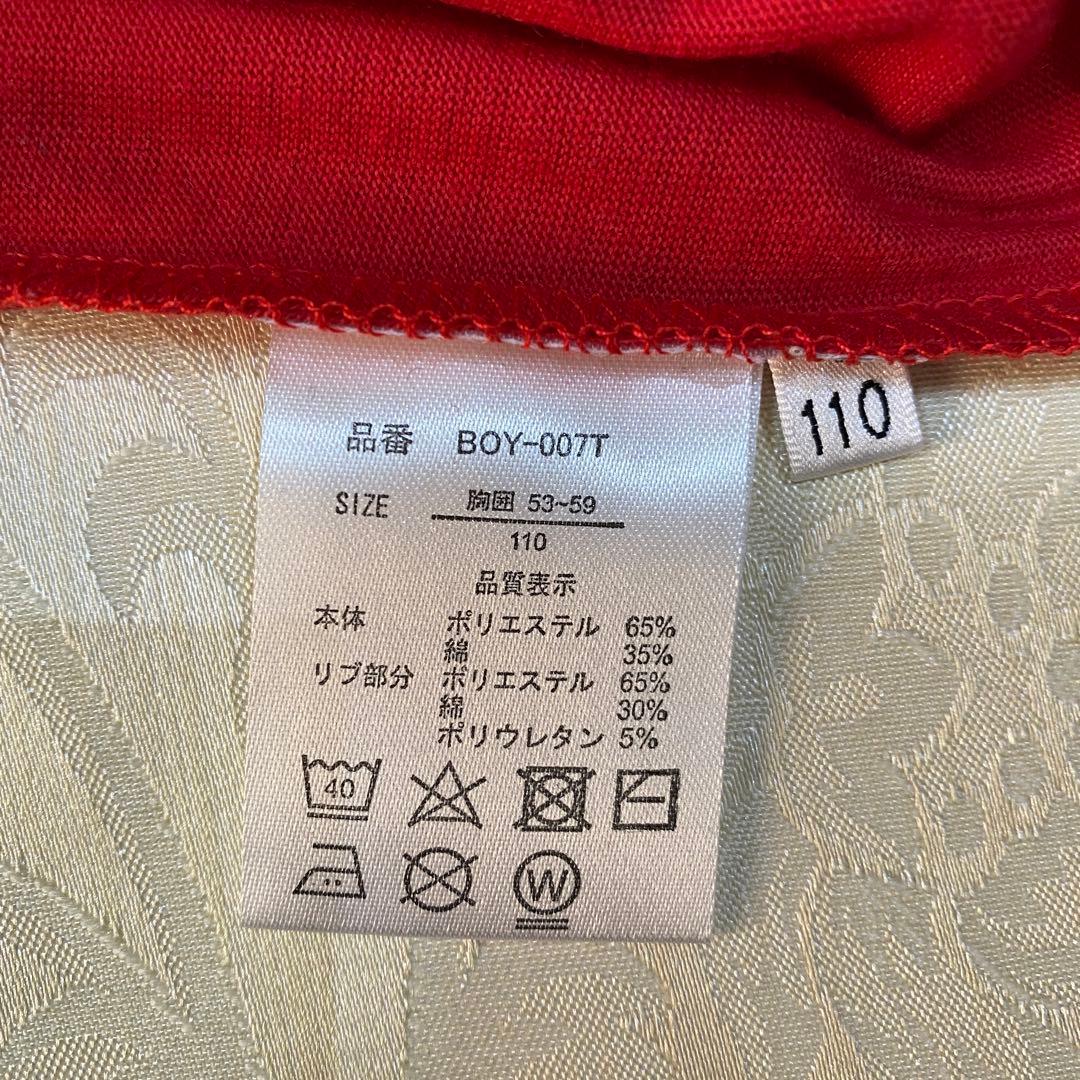 品番 BOY-007T
110
SIZE 胸囲 53~59
110
品質表示
本体 ポリエステル 65%
綿 35%
リブ部分 ポリエステル 65%
綿 30%
ポリウレタン 5%
40
W